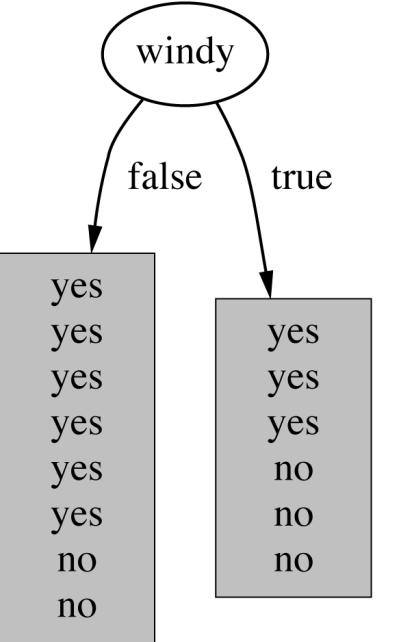 windy
false
true
yes
yes
yes
yes
yes
yes
no
no
yes
yes
yes
no
no
no